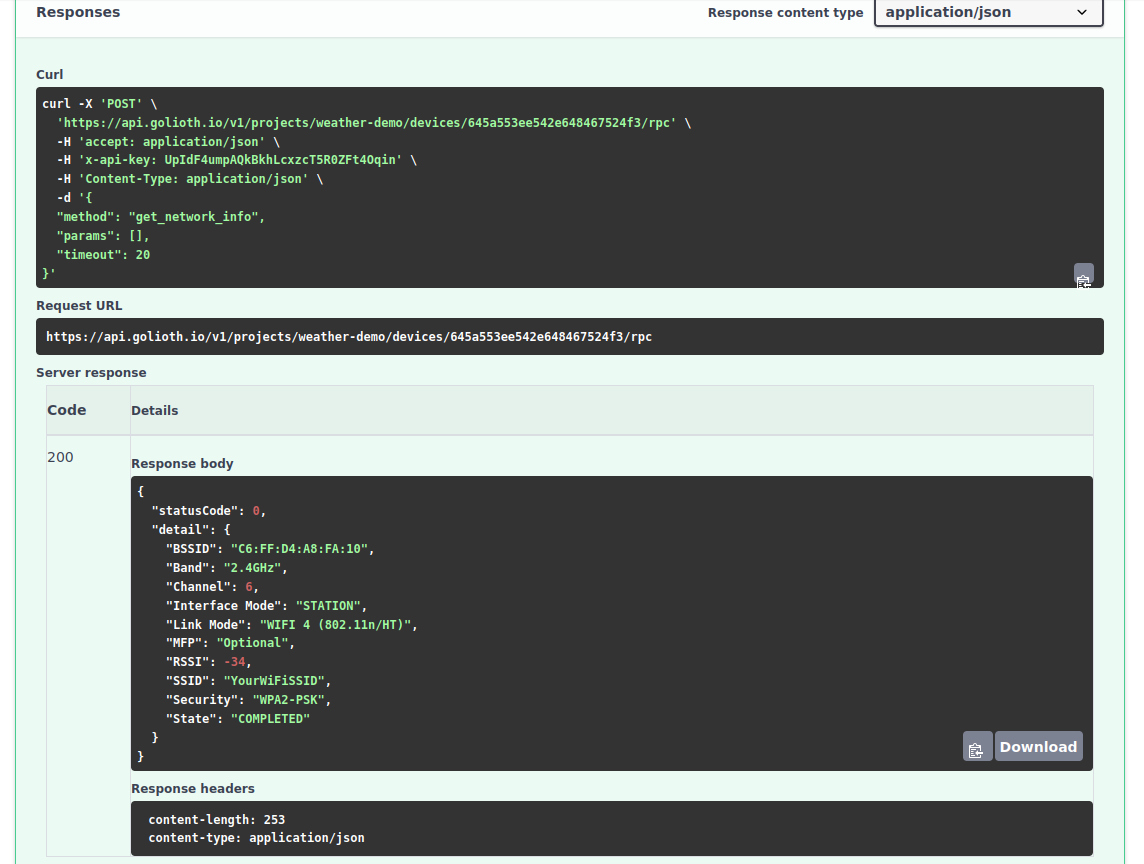 Responses
Response content type
application/json
Curl
curl -X 'POST' \
'https://api.golioth.io/v1/projects/weather-demo/devices/645a553ee542e648467524f3/rpc' \
-H 'accept: application/json' \
-H 'x-api-key: UpIdF4umpAQkBkhLcxzcT5R0ZFt4Oqin' \
-H 'Content-Type: application/json' \
-d '{
"method": "get_network_info",
"params": [],
"timeout": 20
}'
Request URL
https://api.golioth.io/v1/projects/weather-demo/devices/645a553ee542e648467524f3/rpc
Server response
Code
Details
200
Response body
{
"statusCode": 0,
"detail": {
"BSSID": "C6:FF:D4:A8:FA:10",
"Band": "2.4GHz",
"Channel": 6,
"Interface Mode": "STATION",
"Link Mode": "WIFI 4 (802.11n/HT)",
"MFP": "Optional",
"RSSI": -34,
"SSID": "YourWiFiSSID",
"Security": "WPA2-PSK",
"State": "COMPLETED"
}
}
Download
Response headers
content-length: 253
content-type: application/json